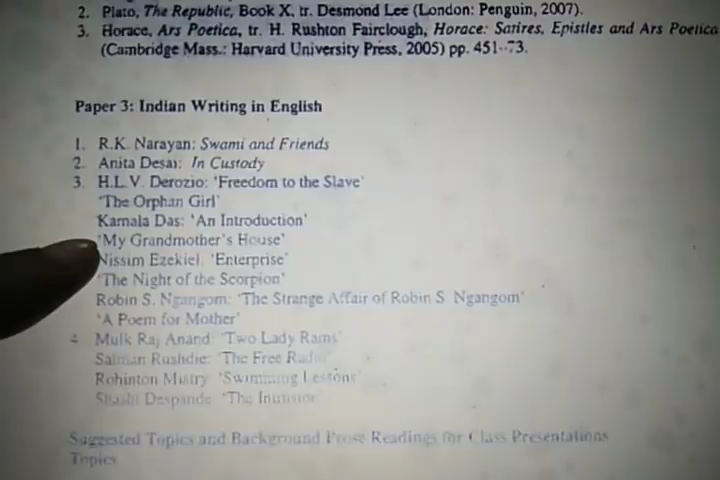 2. Plato, The Republic, Book X, tr. Desmond Lee (London: Penguin, 2007).
3. Horace, Ars Poetica, tr. H. Rushton Fairclough, Horace: Satires, Epistles and Ars Poetica
(Cambridge Mass.: Harvard University Press, 2005) pp. 451-73.
Paper 3: Indian Writing in English
1. R.K. Narayan: Swami and Friends
2. Anita Desai: In Custody
3. H.L.V. Derozio: 'Freedom to the Slave'
'The Orphan Girl'
Kamala Das: 'An Introduction'
'My Grandmother's House'
Nissim Ezekiel: 'Enterprise'
'The Night of the Scorpion'
Robin S. Ngangom: 'The Strange Affair of Robin S. Ngangom'
'A Poem for Mother'
4 Mulk Raj Anand: 'Two Lady Rams'
Salman Rushdie: 'The Free Radio'
Rohinton Mistry: 'Swimming Lessons'
Shashi Despande: 'The Intrusion'
Suggested Topics and Background Prose Readings for Class Presentations
Topics